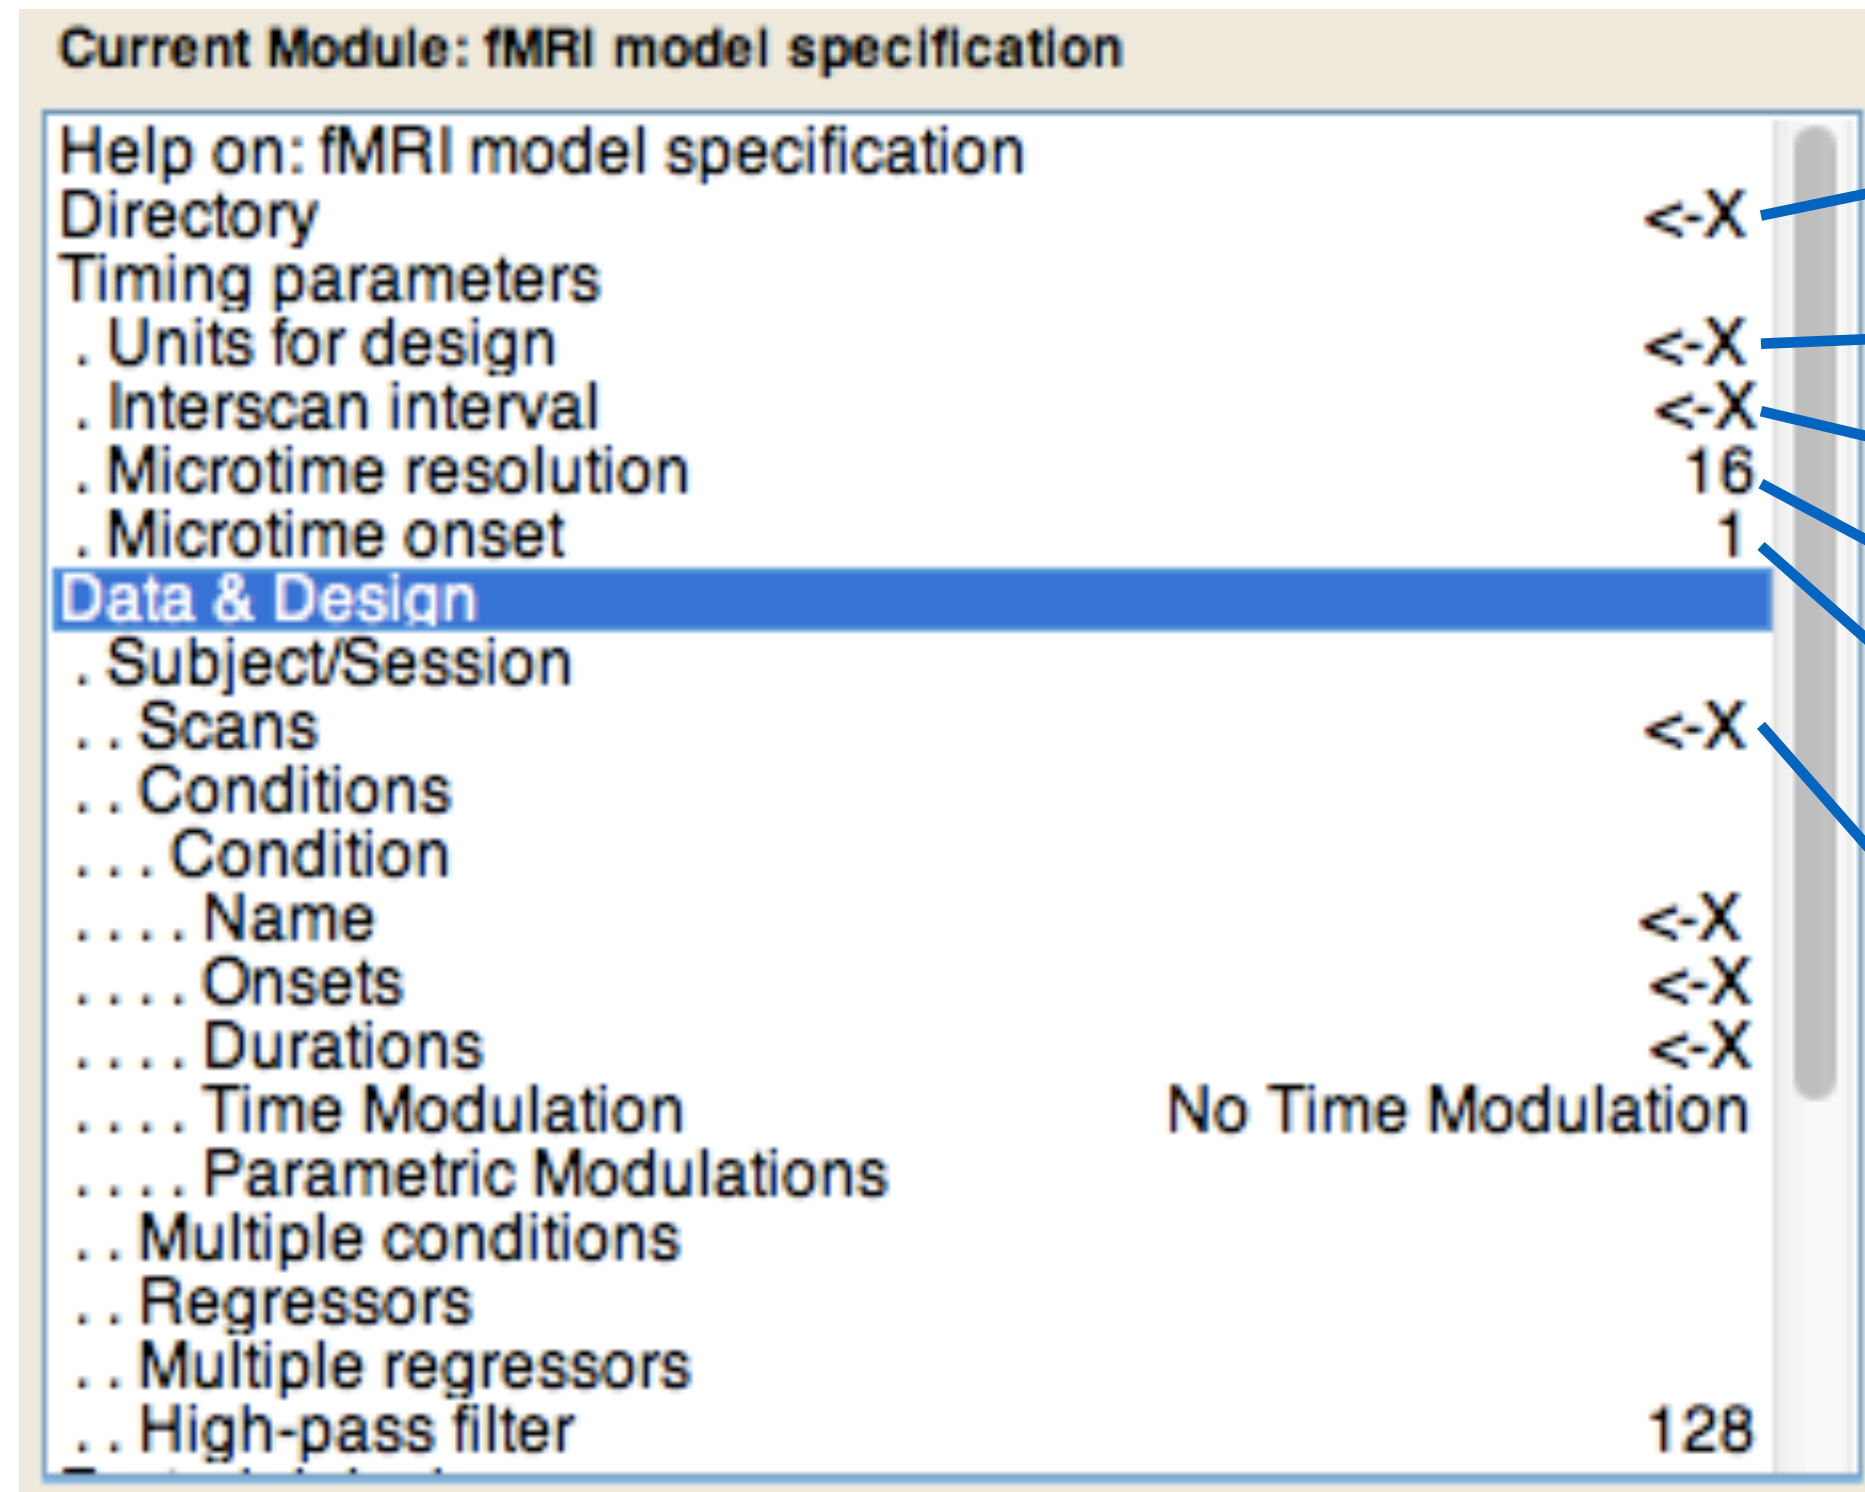 Current Module: fMRI model specification
Help on: fMRI model specification
Directory <-X
Timing parameters
. Units for design <-X
. Interscan interval <-X
. Microtime resolution 16
. Microtime onset 1
Data & Design
. Subject/Session
. . Scans <-X
. . Conditions
. . . Condition
. . . . Name <-X
. . . . Onsets <-X
. . . . Durations <-X
. . . . Time Modulation No Time Modulation
. . . . Parametric Modulations
. . Multiple conditions
. . Regressors
. . Multiple regressors
. . High-pass filter 128